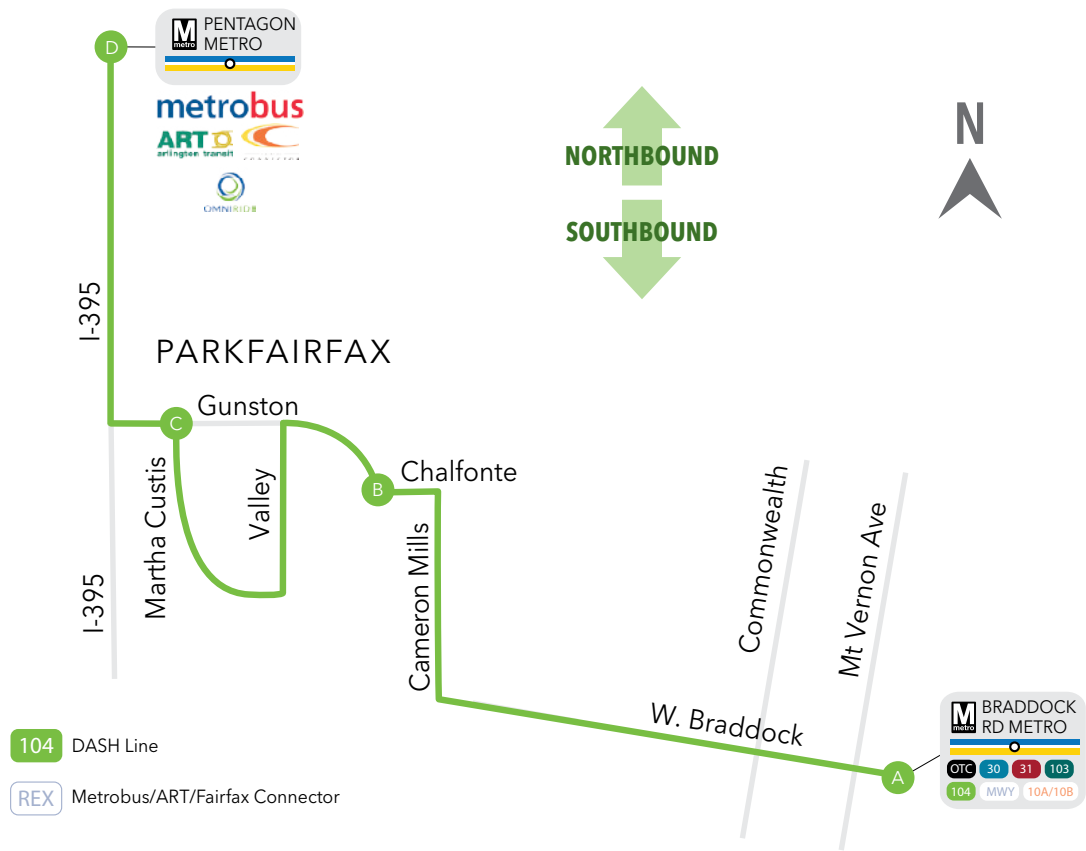 D
M
metro
PENTAGON
METRO
metrobus
ART
arlington transit
OMNIRIDE
NORTHBOUND
SOUTHBOUND
N
I-395
PARKFAIRFAX
C
Gunston
B
Chalfonte
Martha Custis
Valley
Cameron Mills
I-395
Commonwealth
Mt Vernon Ave
W. Braddock
A
M
metro
BRADDOCK
RD METRO
OTC 30 31 103
104 MWY 10A/10B
104 DASH Line
REX Metrobus/ART/Fairfax Connector